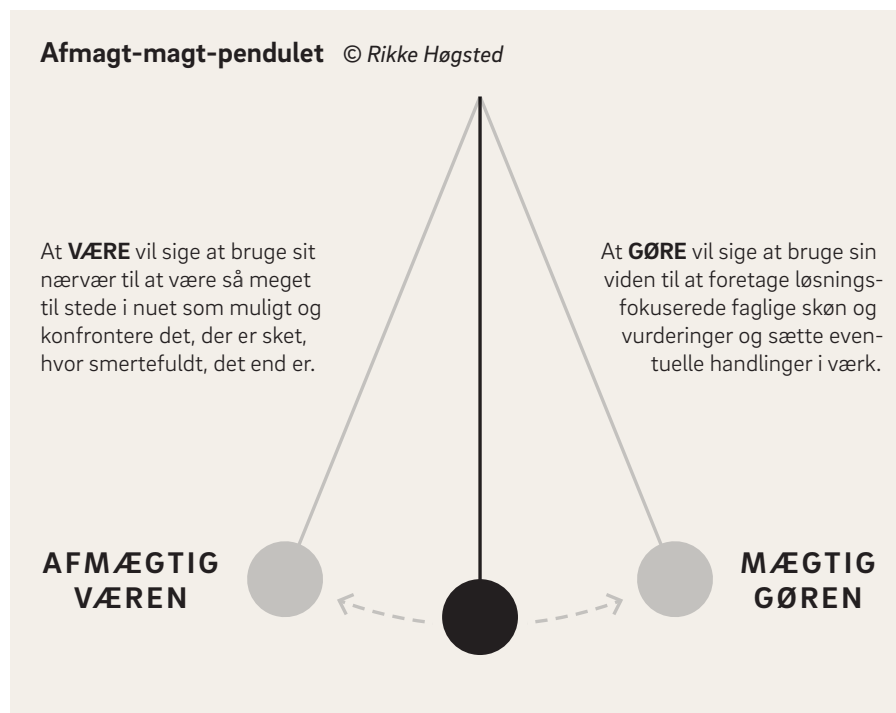 Afmagt-magt-pendulet © Rikke Høgsted
At VÆRE vil sige at bruge sit
nærvær til at være så meget
til stede i nuet som muligt og
konfrontere det, der er sket,
hvor smertefuldt, det end er.
At GØRE vil sige at bruge sin
viden til at foretage løsnings-
fokuserede faglige skøn og
vurderinger og sætte even-
tuelle handlinger i værk.
AFMÆGTIG
VÆREN
MÆGTIG
GØREN